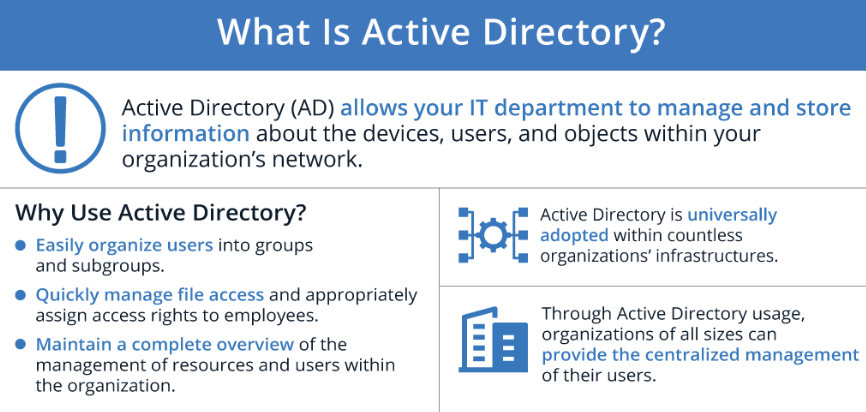 What Is Active Directory?
Active Directory (AD) allows your IT department to manage and store
information about the devices, users, and objects within your
organization’s network.
Why Use Active Directory?
Easily organize users into groups
and subgroups.
Quickly manage file access and appropriately
assign access rights to employees.
Maintain a complete overview of the
management of resources and users within
the organization.
Active Directory is universally
adopted within countless
organizations’ infrastructures.
Through Active Directory usage,
organizations of all sizes can
provide the centralized management
of their users.